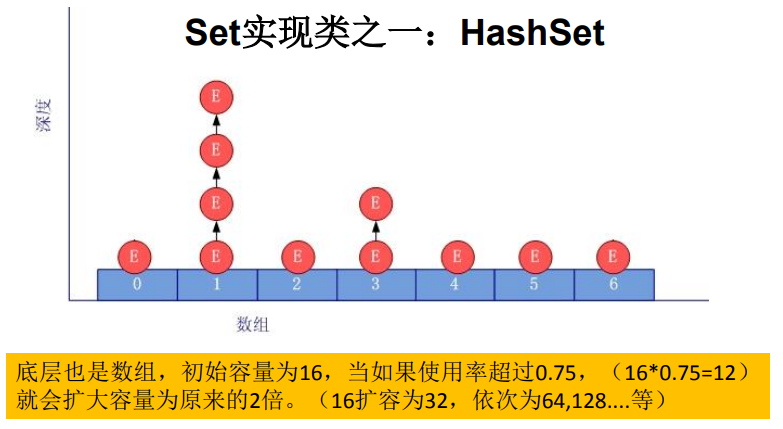 Set实现类之一：HashSet
深度
E
E
E
E
E
E E E E E E
0 1 2 3 4 5 6
数组
底层也是数组，初始容量为16，当如果使用率超过0.75，（16*0.75=12）
就会扩大容量为原来的2倍。（16扩容为32，依次为64,128....等）